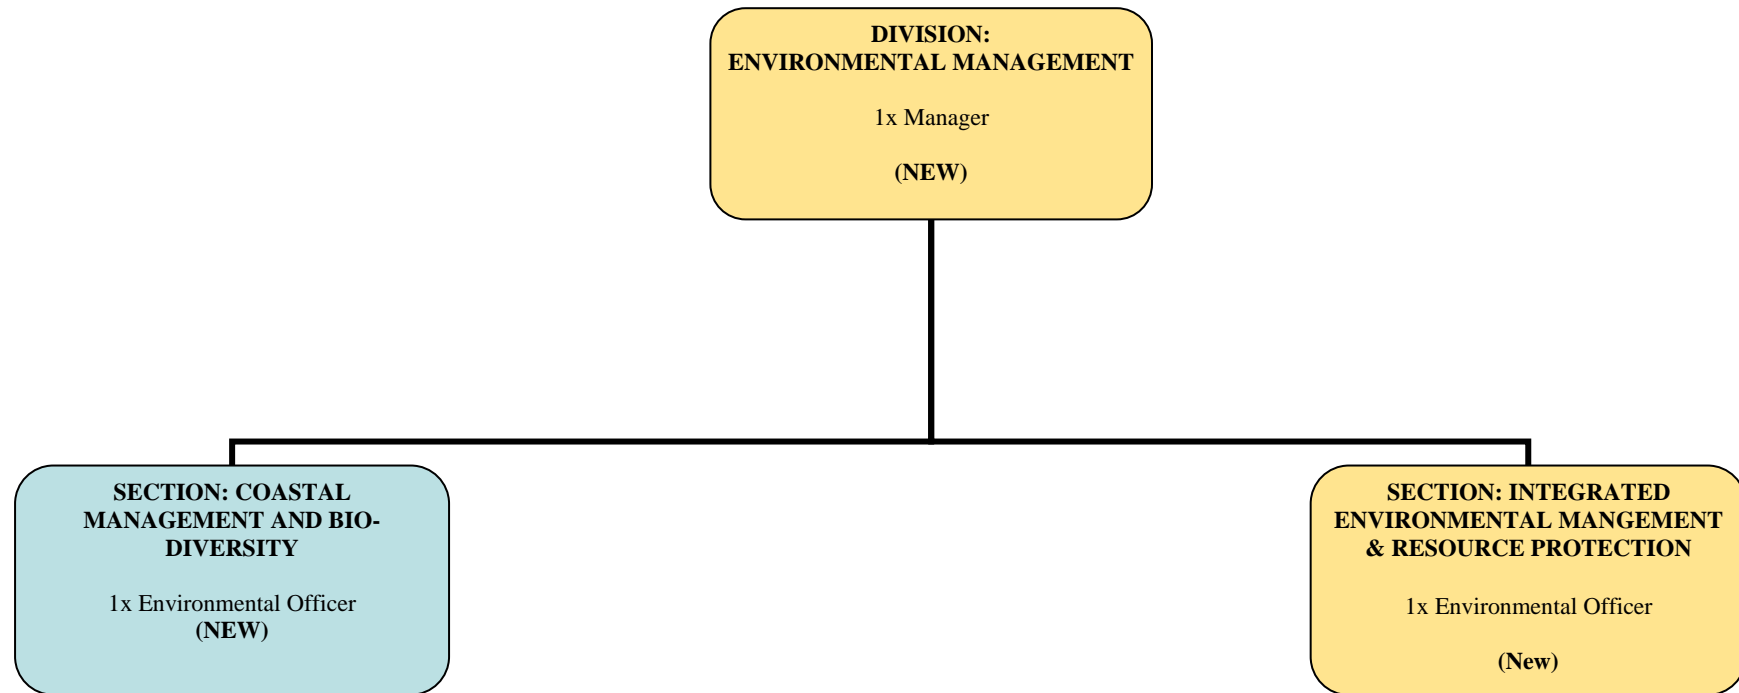 DIVISION:
ENVIRONMENTAL MANAGEMENT
1x Manager
(NEW)
SECTION: COASTAL
MANAGEMENT AND BIO-
DIVERSITY
1x Environmental Officer
(NEW)
SECTION: INTEGRATED
ENVIRONMENTAL MANGEMENT
& RESOURCE PROTECTION
1x Environmental Officer
(New)